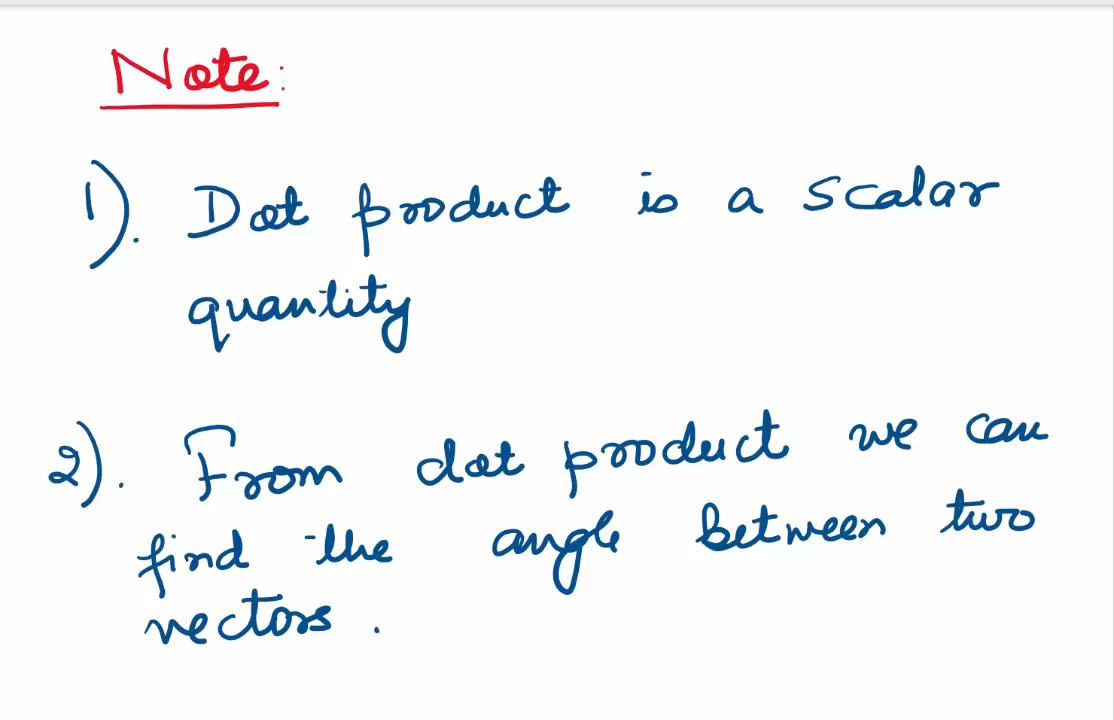 Note:
1). Dot product is a scalar
quantity
2). From dot product we can
find the angle between two
vectors.